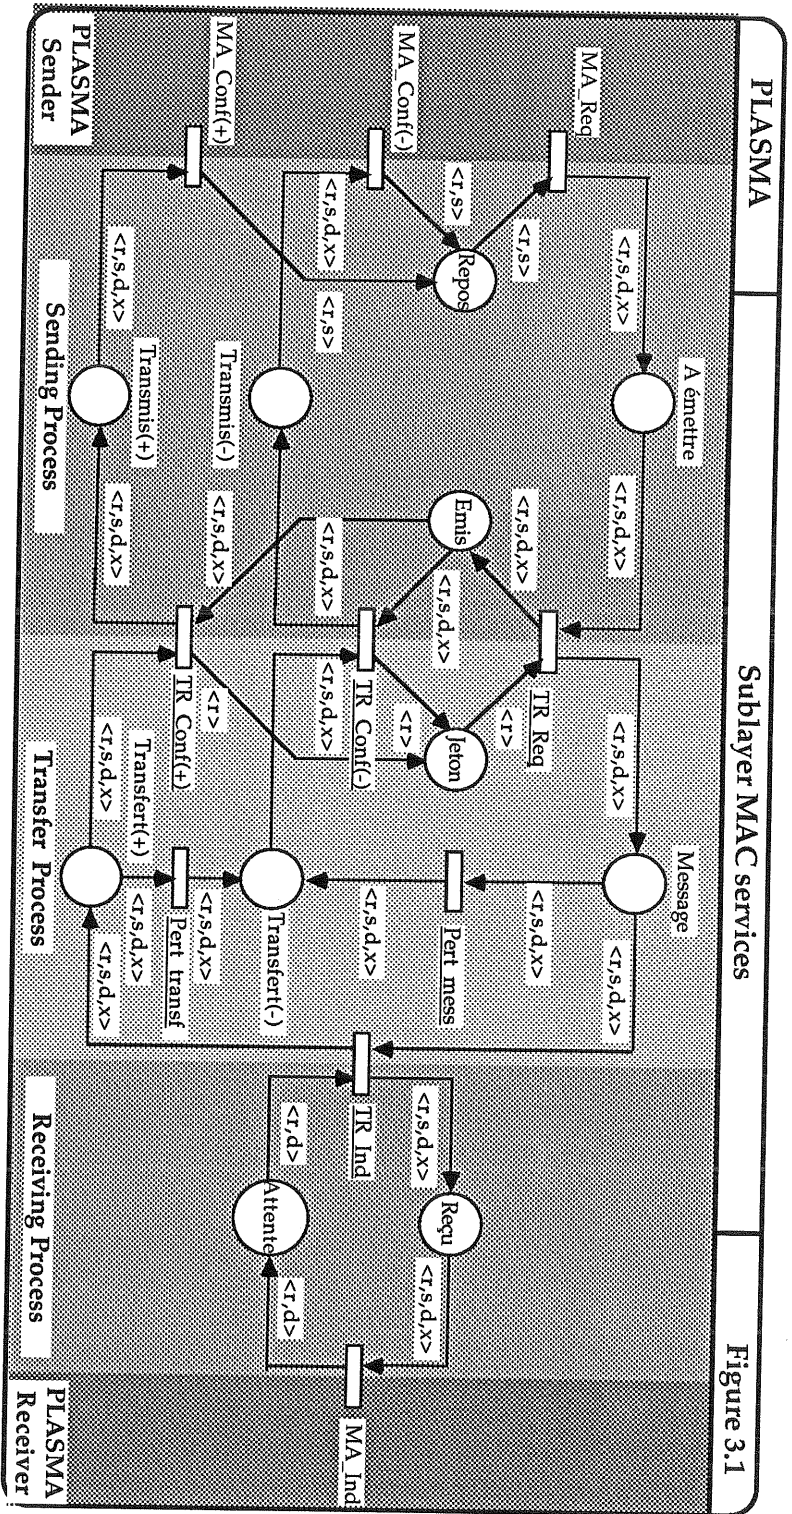 PLASMA
Sublayer MAC services
Figure 3.1
A émettre
Message
<r,s,d,x>
<r,s,d,x>
<r,s,d,x>
<r,s,d,x>
MA_Req
<r,s>
<r,s,d,x>
TR_Req
<r,s,d,x>
<r>
<r,s>
Repos
Emis
Jeton
Pert_mess
Reçu
<r,s,d,x>
<r,s,d,x>
<r,s,d,x>
MA_Conf(-)
<r>
<r,s,d,x>
TR_Conf(-)
TR_Ind
MA_Ind
<r,s,d,x>
<r,s>
<r,s,d,x>
<r,s,d,x>
<r,d>
<r,d>
Transmis(-)
Transfert(-)
Attente
MA_Conf(+)
<r,s,d,x>
<r>
<r,s,d,x>
TR_Conf(+)
Pert_transf
Transmis(+)
Transfert(+)
<r,s,d,x>
<r,s,d,x>
<r,s,d,x>
<r,s,d,x>
<r,s,d,x>
PLASMA
Sender
Sending Process
Transfer Process
Receiving Process
PLASMA
Receiver